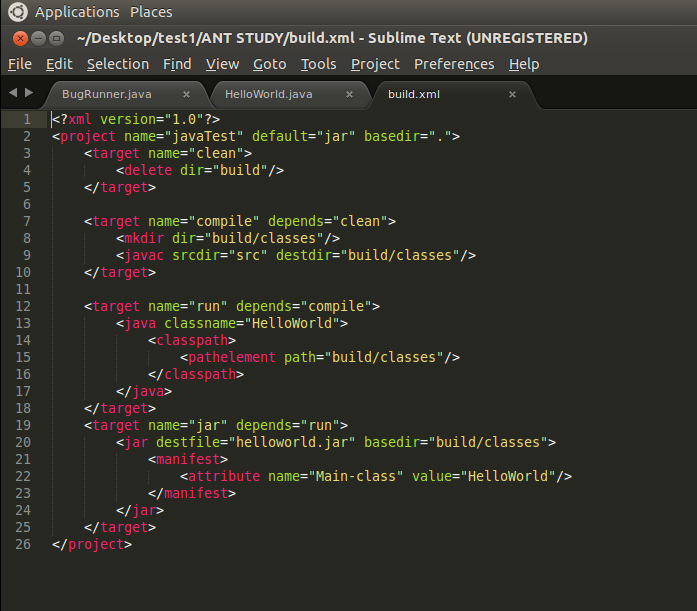 Applications Places
~/Desktop/test1/ANT STUDY/build.xml - Sublime Text (UNREGISTERED)
File Edit Selection Find View Goto Tools Project Preferences Help
BugRunner.java × HelloWorld.java × build.xml ×
1 <?xml version="1.0"?>
2 <project name="javaTest" default="jar" basedir=".">
3     <target name="clean">
4         <delete dir="build"/>
5     </target>
6
7     <target name="compile" depends="clean">
8         <mkdir dir="build/classes"/>
9         <javac srcdir="src" destdir="build/classes"/>
10     </target>
11
12     <target name="run" depends="compile">
13         <java classname="HelloWorld">
14             <classpath>
15                 <pathelement path="build/classes"/>
16             </classpath>
17         </java>
18     </target>
19     <target name="jar" depends="run">
20         <jar destfile="helloworld.jar" basedir="build/classes">
21             <manifest>
22                 <attribute name="Main-class" value="HelloWorld"/>
23             </manifest>
24         </jar>
25     </target>
26 </project>